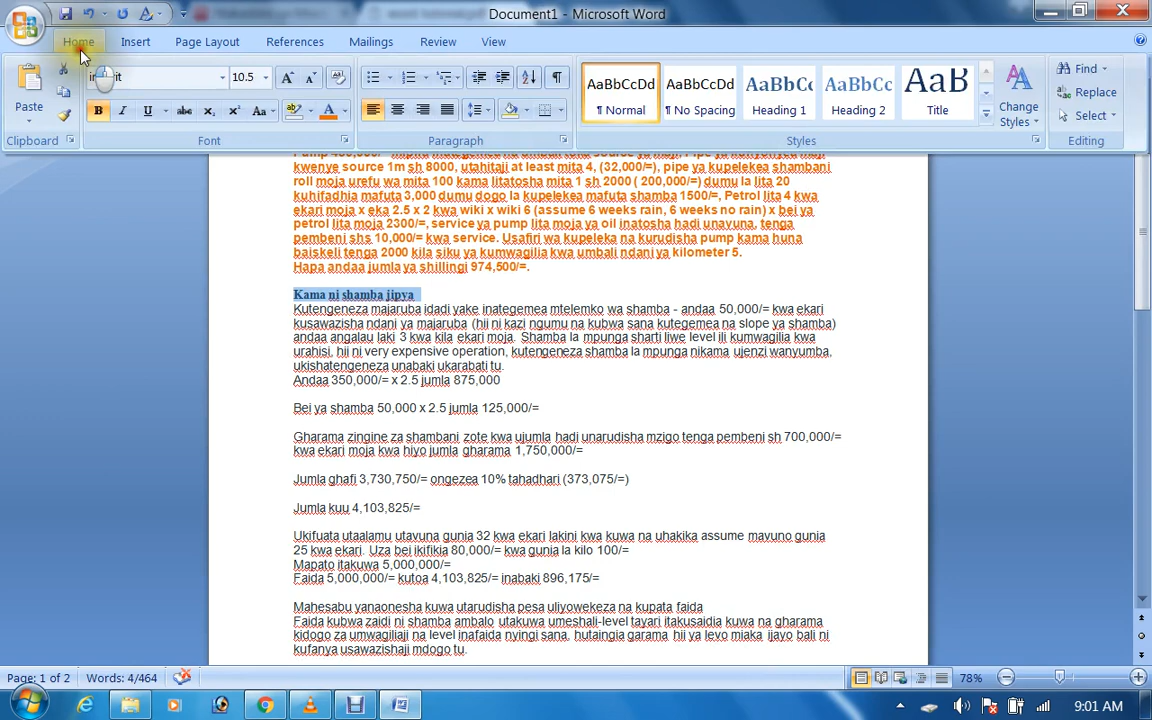 Document1 - Microsoft Word
Home Insert Page Layout References Mailings Review View
Paste
10.5
B I U abc x₂ x² Aa A
AaBbCcDd AaBbCcDd AaBbCc AaBbCc AaB
¶ Normal ¶ No Spacing Heading 1 Heading 2 Title
Change Styles
Find
Replace
Select
Clipboard Font Paragraph Styles Editing
kwenye source 1m sh 8000, utahitaji at least mita 4, (32,000/=), pipe ya kupelekea shambani
roll moja urefu wa mita 100 kama litatosha mita 1 sh 2000 ( 200,000/=) dumu la lita 20
kuhifadhia mafuta 3,000 dumu dogo la kupelekea mafuta shamba 1500/=, Petrol lita 4 kwa
ekari moja x eka 2.5 x 2 kwa wiki x wiki 6 (assume 6 weeks rain, 6 weeks no rain) x bei ya
petrol lita moja 2300/=, service ya pump lita moja ya oil inatosha hadi unavuna, tenga
pembeni shs 10,000/= kwa service. Usafiri wa kupeleka na kurudisha pump kama huna
baiskeli tenga 2000 kila siku ya kumwagilia kwa umbali ndani ya kilometer 5.
Hapa andaa jumla ya shillingi 974,500/=.
Kama ni shamba jipya
Kutengeneza majaruba idadi yake inategemea mtelemko wa shamba - andaa 50,000/= kwa ekari
kusawazisha ndani ya majaruba (hii ni kazi ngumu na kubwa sana kutegemea na slope ya shamba)
andaa angalau laki 3 kwa kila ekari moja. Shamba la mpunga sharti liwe level ili kumwagilia kwa
urahisi, hii ni very expensive operation, kutengeneza shamba la mpunga nikama ujenzi wanyumba,
ukishatengeneza unabaki ukarabati tu.
Andaa 350,000/= x 2.5 jumla 875,000
Bei ya shamba 50,000 x 2.5 jumla 125,000/=
Gharama zingine za shambani zote kwa ujumla hadi unarudisha mzigo tenga pembeni sh 700,000/=
kwa ekari moja kwa hiyo jumla gharama 1,750,000/=
Jumla ghafi 3,730,750/= ongezea 10% tahadhari (373,075/=)
Jumla kuu 4,103,825/=
Ukifuata utaalamu utavuna gunia 32 kwa ekari lakini kwa kuwa na uhakika assume mavuno gunia
25 kwa ekari. Uza bei ikifikia 80,000/= kwa gunia la kilo 100/=
Mapato itakuwa 5,000,000/=
Faida 5,000,000/= kutoa 4,103,825/= inabaki 896,175/=
Mahesabu yanaonesha kuwa utarudisha pesa uliyowekeza na kupata faida
Faida kubwa zaidi ni shamba ambalo utakuwa umeshali-level tayari itakusaidia kuwa na gharama
kidogo za umwagiliaji na level inafaida nyingi sana, hutaingia garama hii ya levo miaka ijayo bali ni
kufanya usawazishaji mdogo tu.
Page: 1 of 2 Words: 4/464 78%
9:01 AM